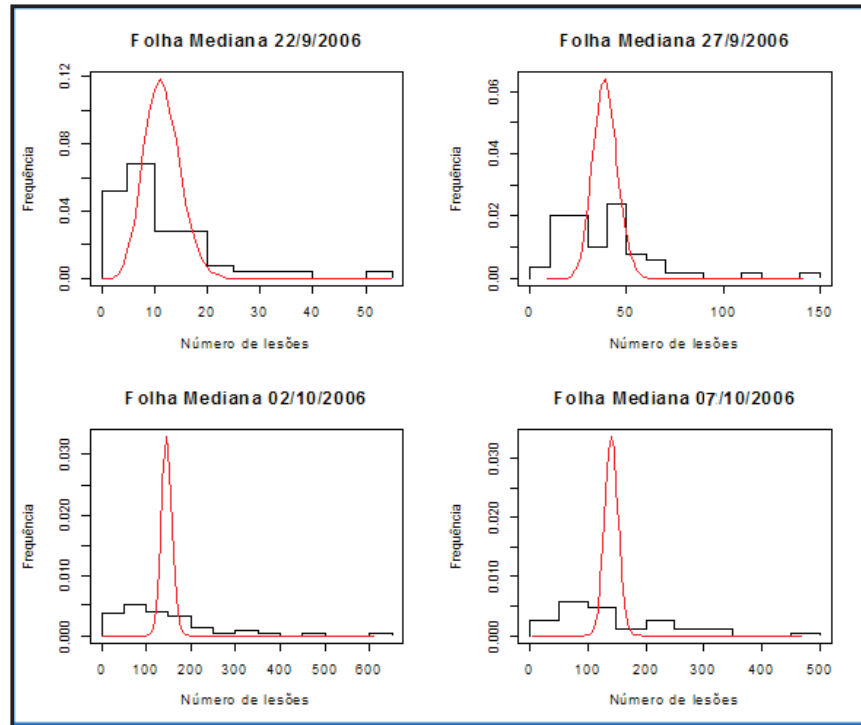 Folha Mediana 22/9/2006
Frequência
0.12
0.08
0.04
0.00
0 10 20 30 40 50
Número de lesões
Folha Mediana 27/9/2006
Frequência
0.06
0.04
0.02
0.00
0 50 100 150
Número de lesões
Folha Mediana 02/10/2006
Frequência
0.030
0.020
0.010
0.000
0 100 200 300 400 500 600
Número de lesões
Folha Mediana 07/10/2006
Frequência
0.030
0.020
0.010
0.000
0 100 200 300 400 500
Número de lesões